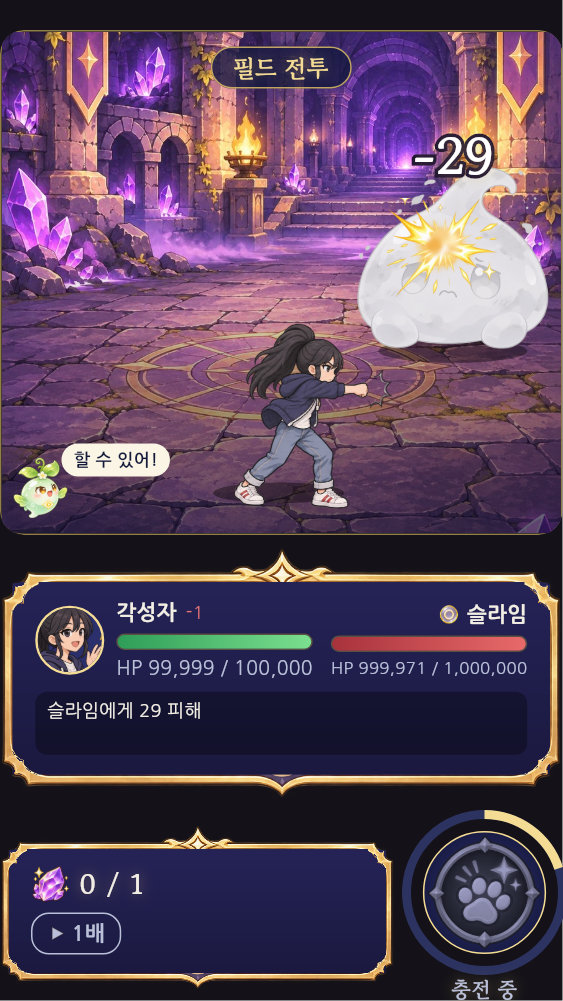 필드 전투
-29
할 수 있어!
각성자 -1
슬라임
HP 99,999 / 100,000
HP 999,971 / 1,000,000
슬라임에게 29 피해
0 / 1
▶ 1배
충전 중